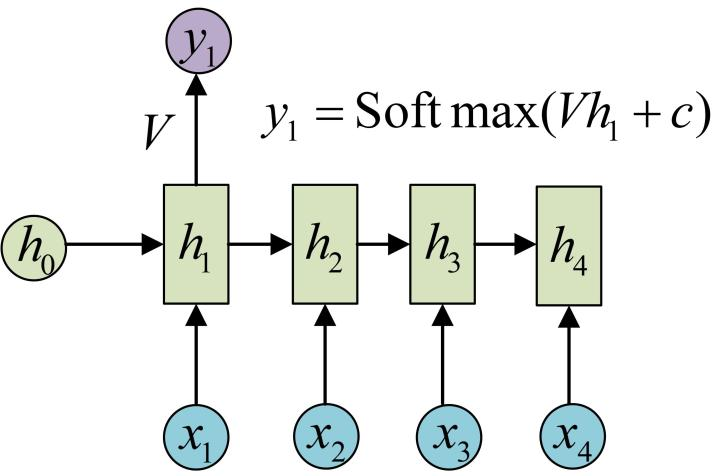 y₁
V
y₁ = Soft max(Vh₁ + c)
h₀
h₁
h₂
h₃
h₄
x₁
x₂
x₃
x₄